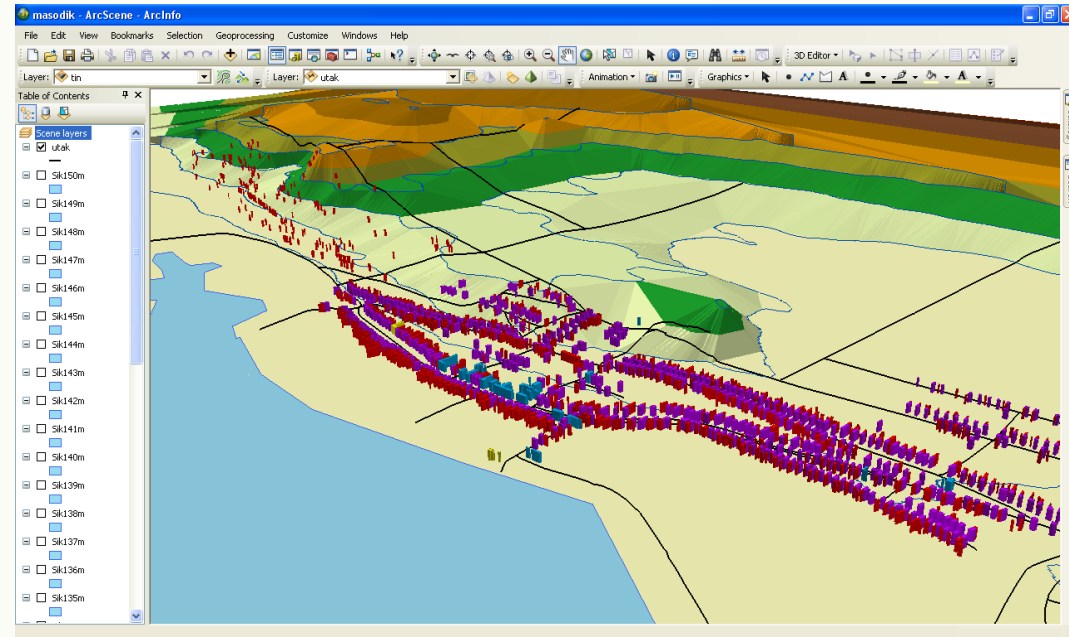 masodik - ArcScene - ArcInfo
File Edit View Bookmarks Selection Geoprocessing Customize Windows Help
3D Editor
Layer: tin Layer: utak Animation Graphics A A
Table of Contents
Scene layers
utak
Sik150m
Sik149m
Sik148m
Sik147m
Sik146m
Sik145m
Sik144m
Sik143m
Sik142m
Sik141m
Sik140m
Sik139m
Sik138m
Sik137m
Sik136m
Sik135m